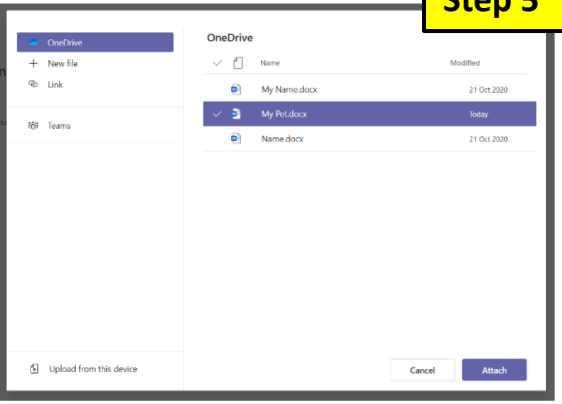 Step 5
OneDrive
New file
Link
Teams
Upload from this device
OneDrive
Name Modified
My Name.docx 21 Oct 2020
My Pet.docx Today
Name.docx 21 Oct 2020
Cancel Attach